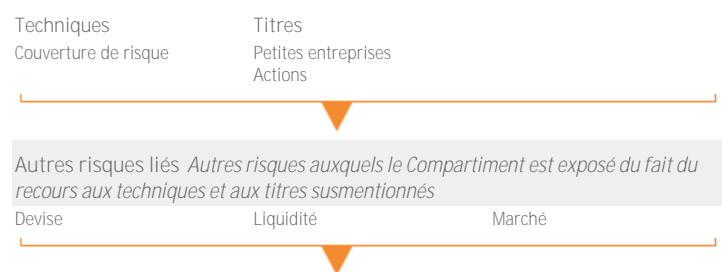 Techniques Titres
Couverture de risque Petites entreprises
Actions
Autres risques liés Autres risques auxquels le Compartiment est exposé du fait du
recours aux techniques et aux titres susmentionnés
Devise Liquidité Marché